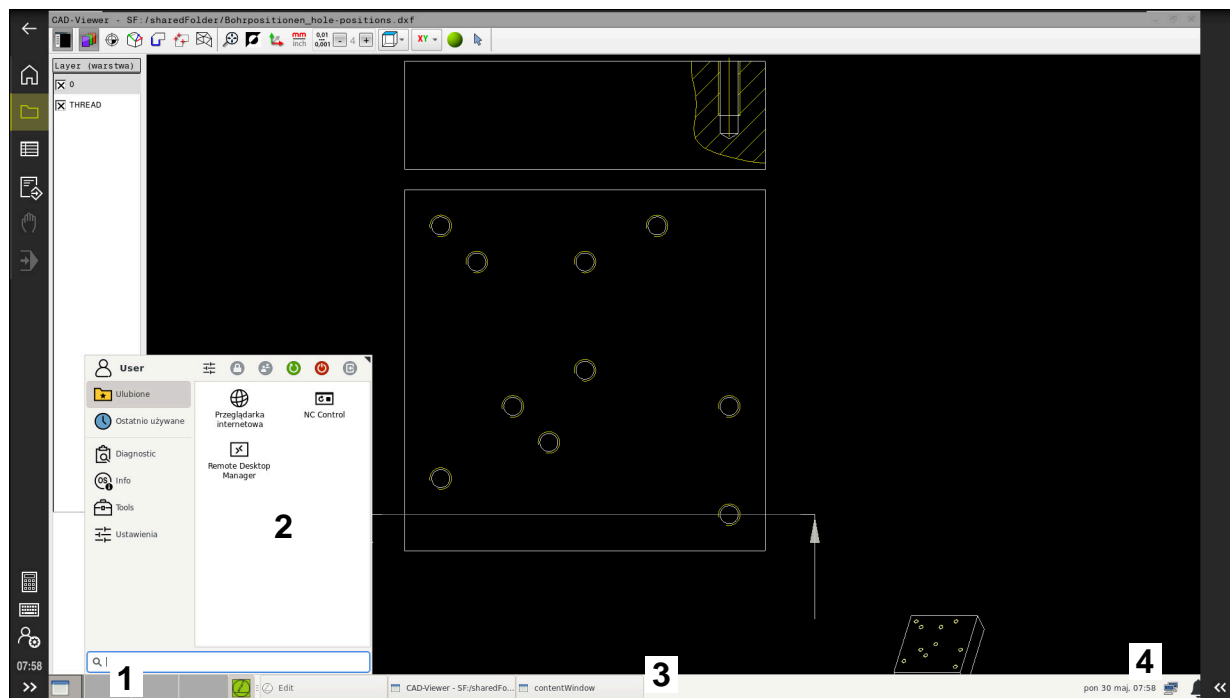 CAD-Viewer - SF:/sharedFolder/Bohrpositionen_hole-positions.dxf
mm
inch
0,01
0,001
4
XY
Layer (warstwa)
0
THREAD
User
Ulubione
Ostatnio używane
Diagnostic
Info
Tools
Ustawienia
Przeglądarka
internetowa
NC Control
Remote Desktop
Manager
OS
2
1
3
4
07:58
Edit
CAD-Viewer - SF:/sharedFo...
contentWindow
pon 30 maj, 07:58